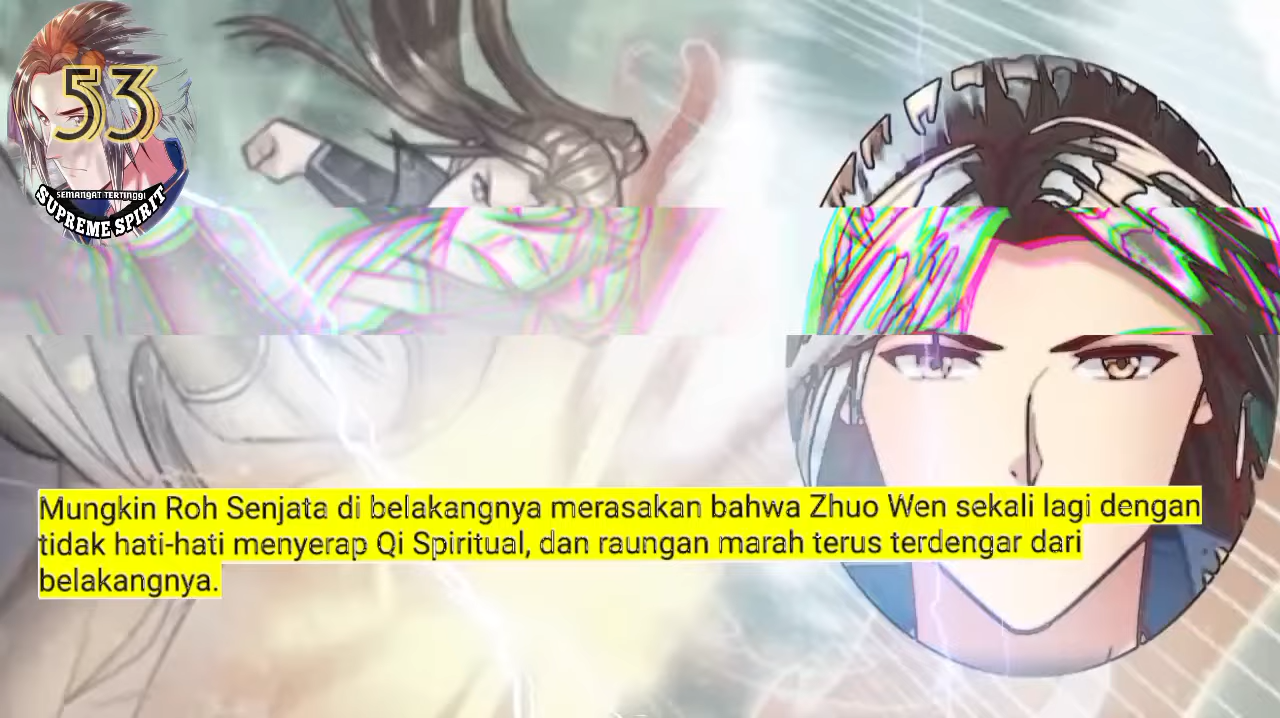 53
SEMANGAT TERTINGGI
SUPREME SPIRIT
Mungkin Roh Senjata di belakangnya merasakan bahwa Zhuo Wen sekali lagi dengan
tidak hati-hati menyerap Qi Spiritual, dan raungan marah terus terdengar dari
belakangnya.